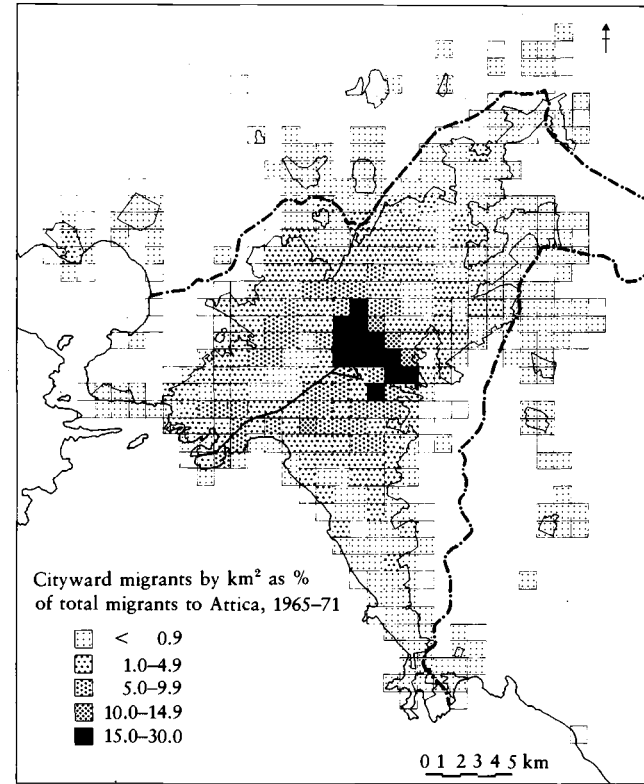 Cityward migrants by km² as %
of total migrants to Attica, 1965–71
< 0.9
1.0–4.9
5.0–9.9
10.0–14.9
15.0–30.0
0 1 2 3 4 5 km